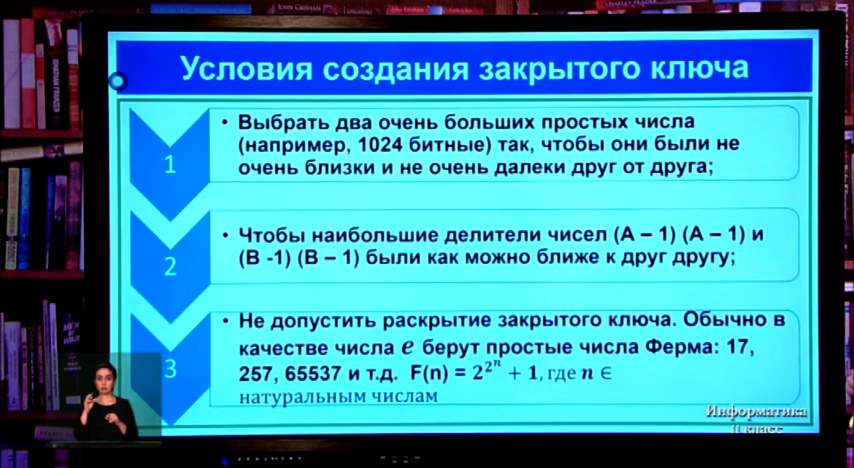 JOHN GRISHAM
Условия создания закрытого ключа
1
• Выбрать два очень больших простых числа
(например, 1024 битные) так, чтобы они были не
очень близки и не очень далеки друг от друга;
2
• Чтобы наибольшие делители чисел (A – 1) (A – 1) и
(B -1) (B – 1) были как можно ближе к друг другу;
3
• Не допустить раскрытие закрытого ключа. Обычно в
качестве числа e берут простые числа Ферма: 17,
257, 65537 и т.д. F(n) = 2^{2^n} + 1, где n ∈
натуральным числам
Информатика
11 класс